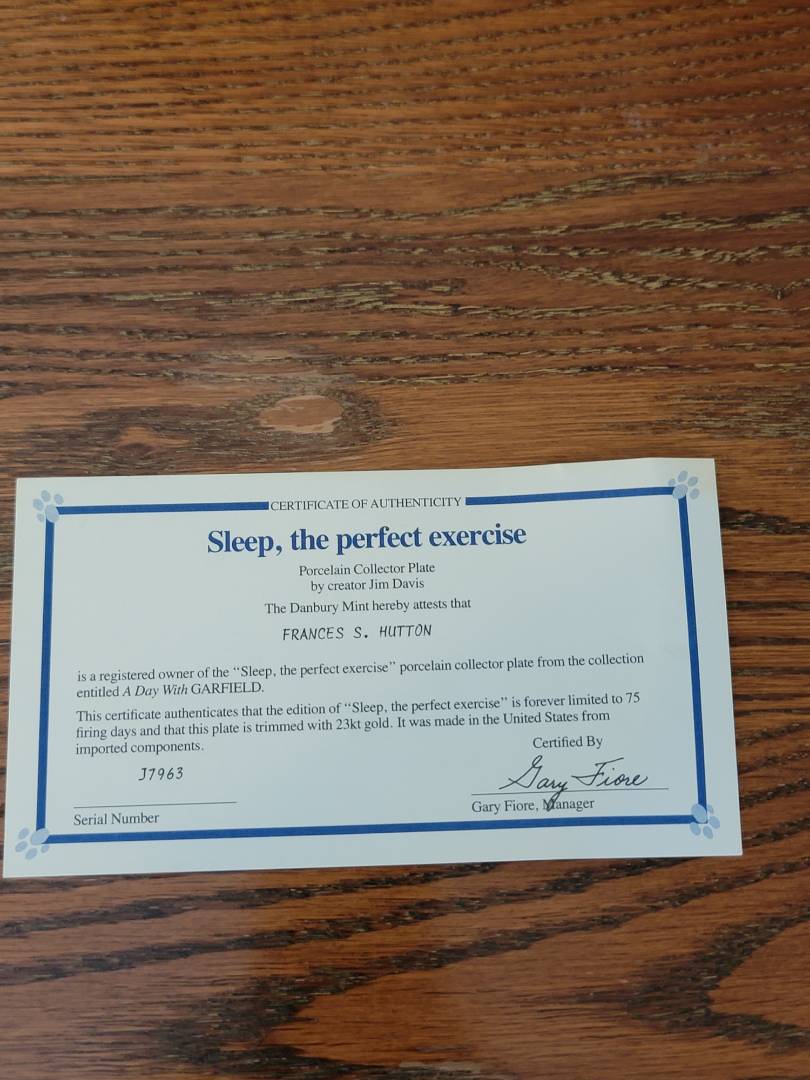 CERTIFICATE OF AUTHENTICITY
Sleep, the perfect exercise
Porcelain Collector Plate
by creator Jim Davis
The Danbury Mint hereby attests that
FRANCES S. HUTTON
is a registered owner of the “Sleep, the perfect exercise” porcelain collector plate from the collection
entitled A Day With GARFIELD.
This certificate authenticates that the edition of “Sleep, the perfect exercise” is forever limited to 75
firing days and that this plate is trimmed with 23kt gold. It was made in the United States from
imported components.
Certified By
J7963
Gary Fiore
Serial Number
Gary Fiore, Manager